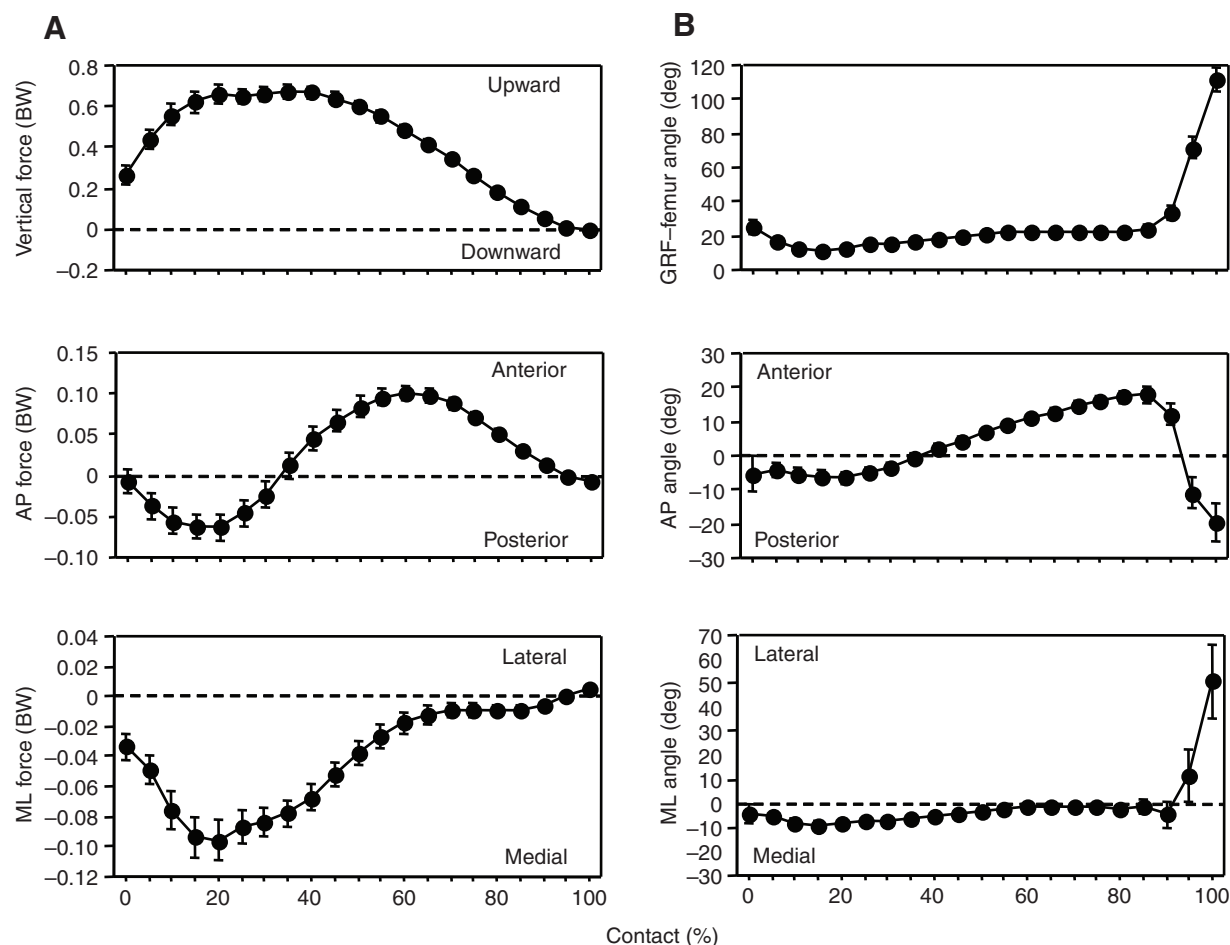 A
Vertical force (BW)
0.8
0.6
0.4
0.2
0
–0.2
Upward
Downward
AP force (BW)
0.15
0.10
0.05
0
–0.05
–0.10
Anterior
Posterior
ML force (BW)
0.04
0.02
0
–0.02
–0.04
–0.06
–0.08
–0.10
–0.12
Lateral
Medial
0 20 40 60 80 100
B
GRF–femur angle (deg)
120
100
80
60
40
20
0
AP angle (deg)
30
20
10
0
–10
–20
–30
Anterior
Posterior
ML angle (deg)
70
60
50
40
30
20
10
0
–10
–20
–30
Lateral
Medial
0 20 40 60 80 100
Contact (%)